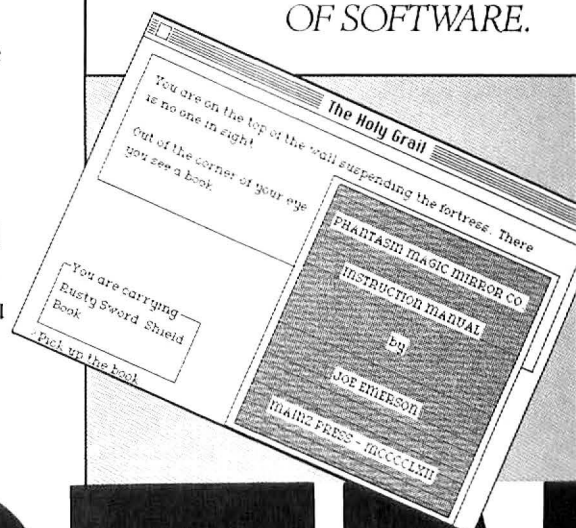 OF SOFTWARE.
The Holy Grail
You are on the top of the wall suspending the fortress. There
is no one in sight
Out of the corner of your eye
you see a book
You are carrying
Rusty Sword Shield
Book
Pick up the book
PHANTASM MAGIC MIRROR CO
INSTRUCTION MANUAL
by
JOE EMERSON
MAINZ PRESS - MCCCCLXII